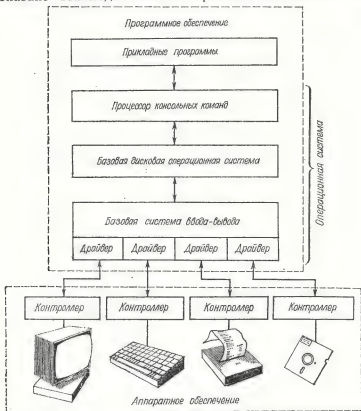 Программное обеспечение
Прикладные программы
Процессор консольных команд
Базовая дисковая операционная система
Базовая система ввода-вывода
Драйвер Драйвер Драйвер Драйвер
Операционная система
Контроллер Контроллер Контроллер Контроллер
Аппаратное обеспечение